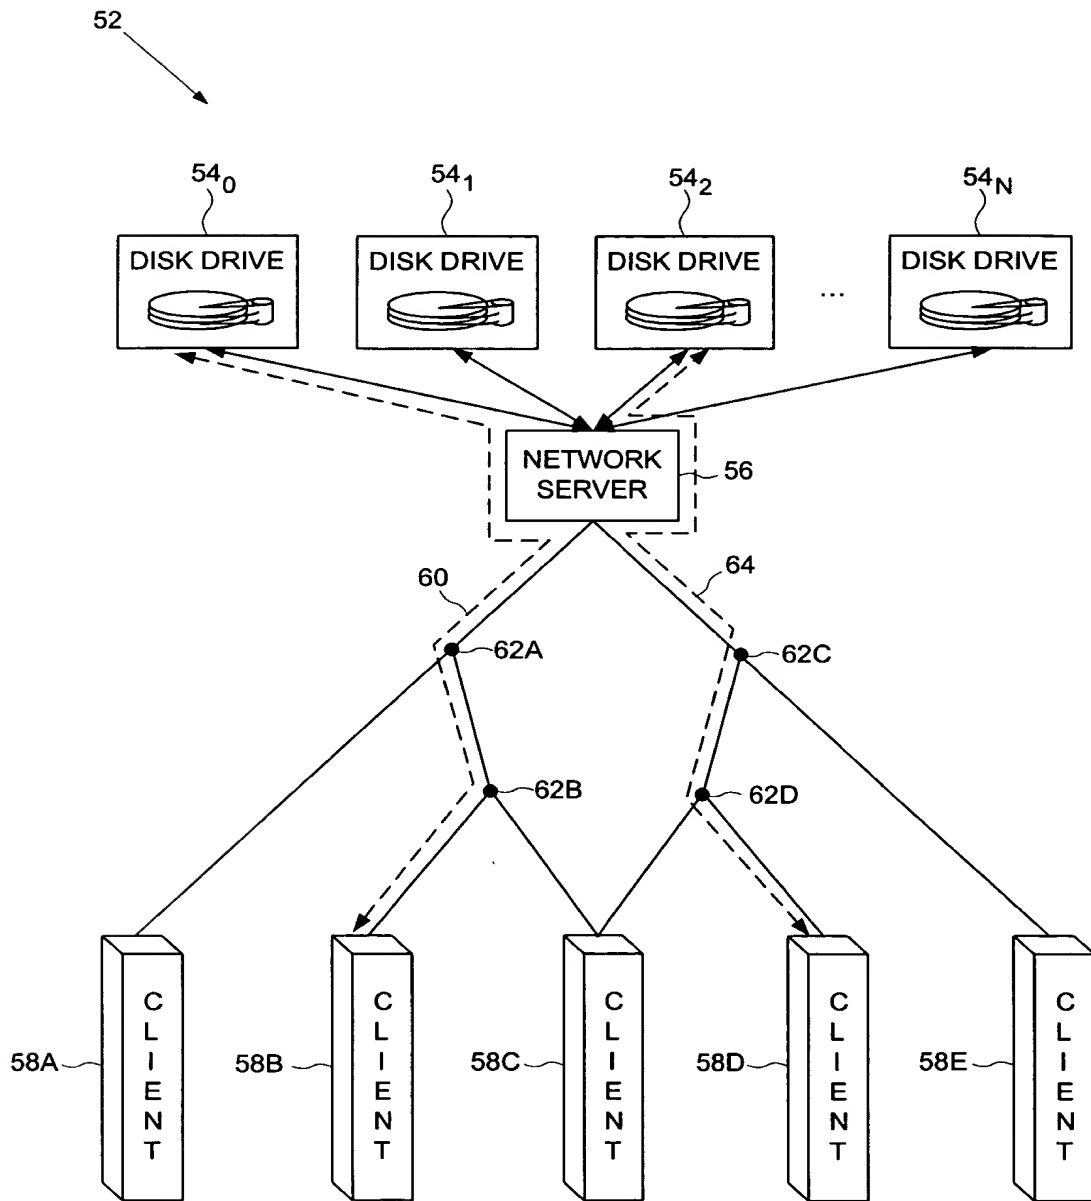 52
54₀ 54₁ 54₂ 54N
DISK DRIVE DISK DRIVE DISK DRIVE ... DISK DRIVE
NETWORK
SERVER
56
60
64
62A
62C
62B
62D
58A
CLIENT
58B
CLIENT
58C
CLIENT
58D
CLIENT
58E
CLIENT